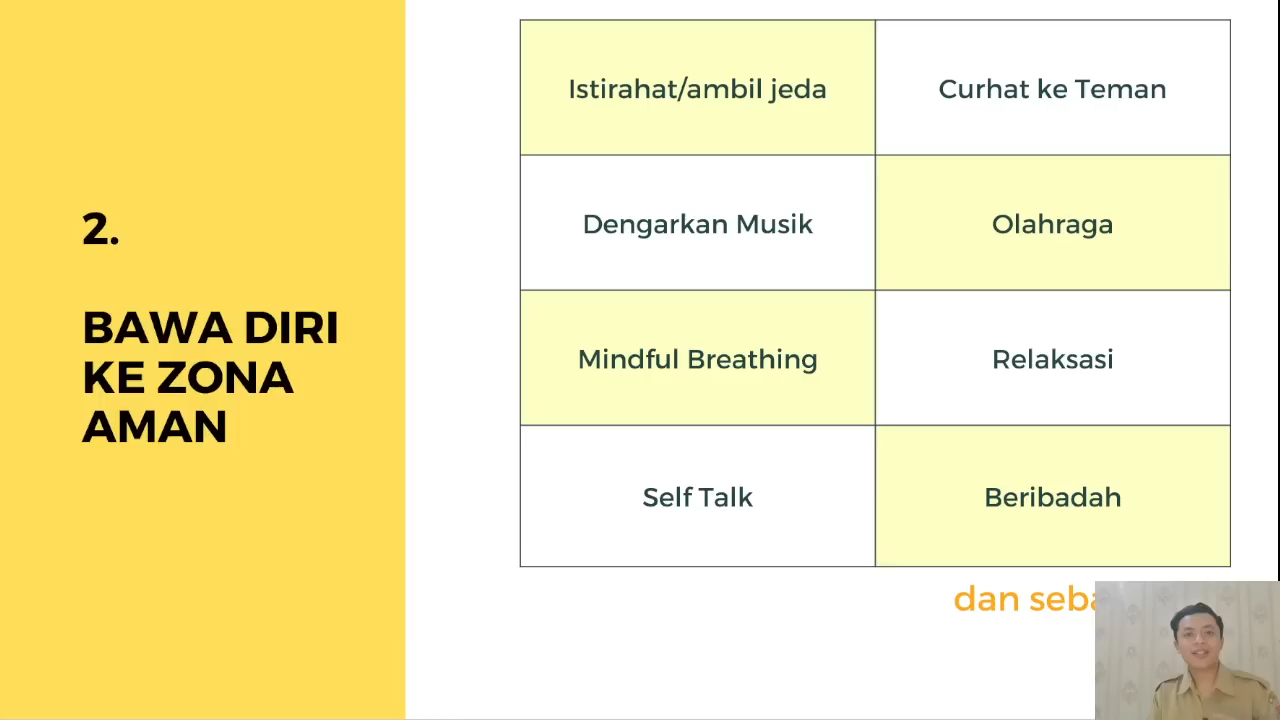 2.
BAWA DIRI
KE ZONA
AMAN
Istirahat/ambil jeda
Curhat ke Teman
Dengarkan Musik
Olahraga
Mindful Breathing
Relaksasi
Self Talk
Beribadah
dan